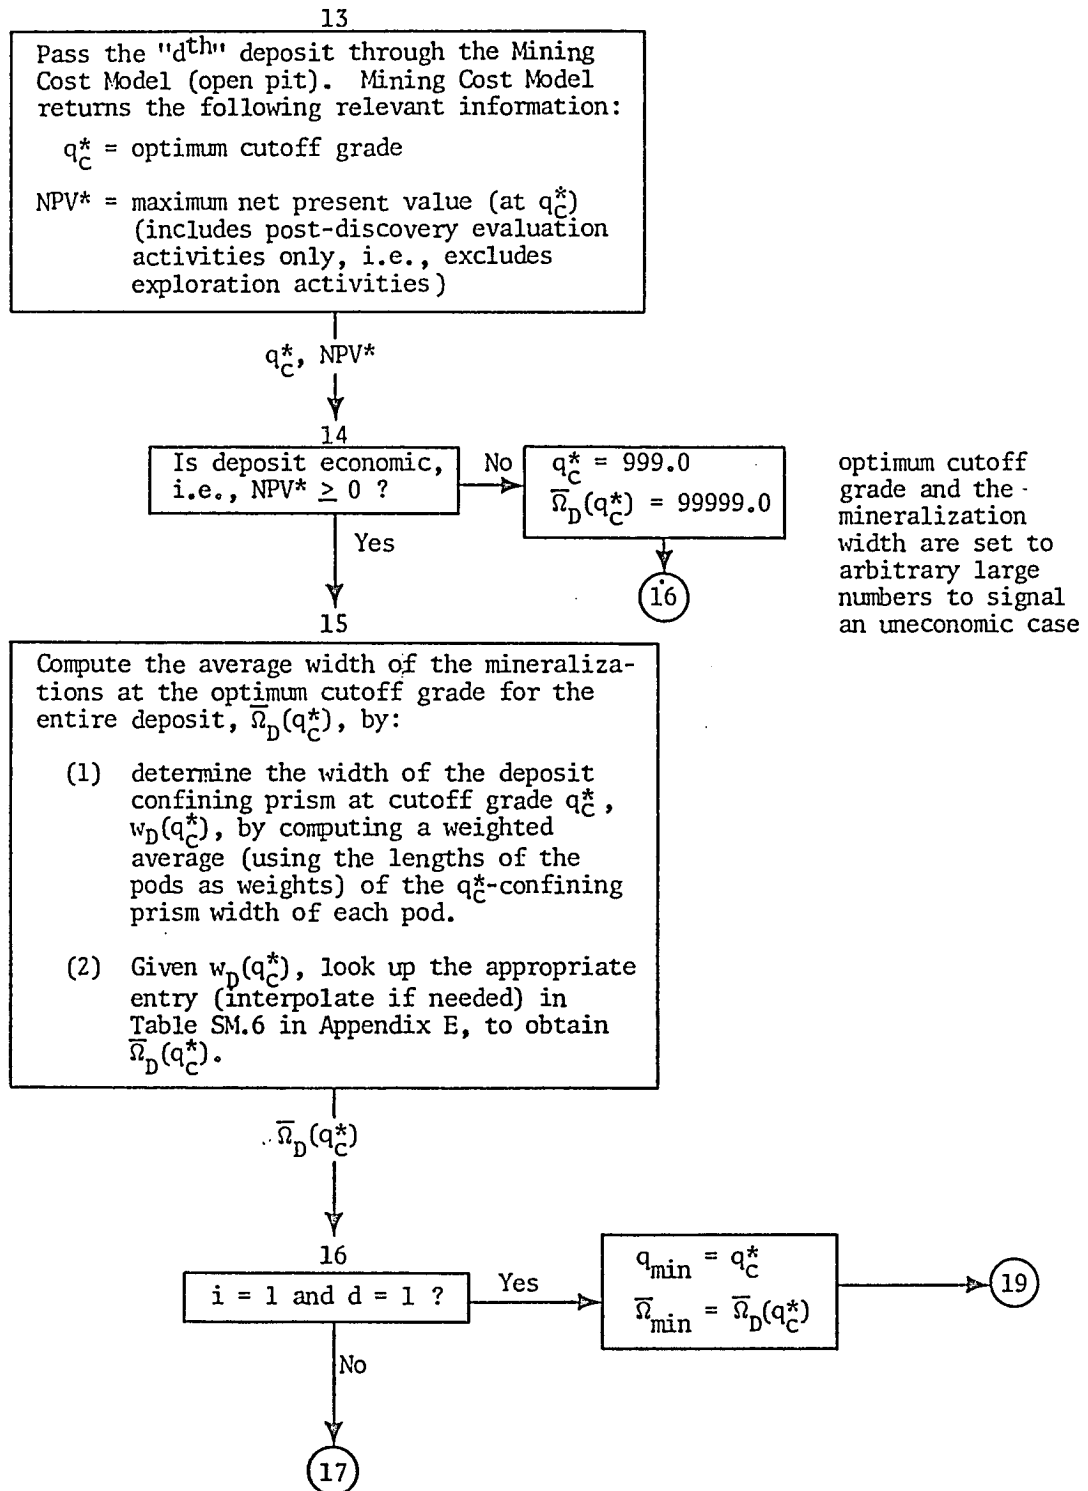 13
Pass the "dth" deposit through the Mining
Cost Model (open pit). Mining Cost Model
returns the following relevant information:
q*c = optimum cutoff grade
NPV* = maximum net present value (at q*c)
(includes post-discovery evaluation
activities only, i.e., excludes
exploration activities)
q*c, NPV*
14
Is deposit economic,
i.e., NPV* ≥ 0 ?
No
q*c = 999.0
Ω̅D(q*c) = 99999.0
optimum cutoff
grade and the
mineralization
width are set to
arbitrary large
numbers to signal
an uneconomic case
Yes
16
15
Compute the average width of the mineraliza-
tions at the optimum cutoff grade for the
entire deposit, Ω̅D(q*c), by:
(1) determine the width of the deposit
confining prism at cutoff grade q*c,
wD(q*c), by computing a weighted
average (using the lengths of the
pods as weights) of the q*c-confining
prism width of each pod.
(2) Given wD(q*c), look up the appropriate
entry (interpolate if needed) in
Table SM.6 in Appendix E, to obtain
Ω̅D(q*c).
Ω̅D(q*c)
16
i = 1 and d = 1 ?
Yes
qmin = q*c
Ω̅min = Ω̅D(q*c)
19
No
17